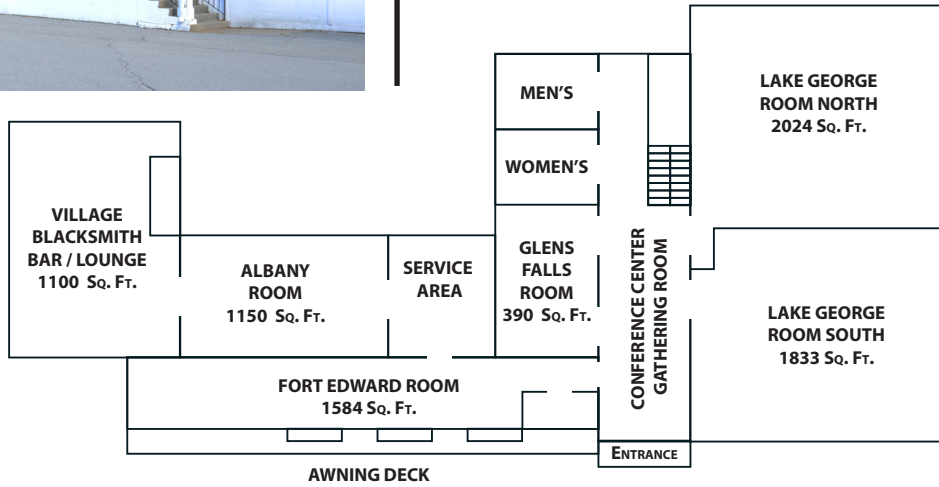 MEN'S
WOMEN'S
LAKE GEORGE
ROOM NORTH
2024 SQ. FT.
VILLAGE
BLACKSMITH
BAR / LOUNGE
1100 SQ. FT.
ALBANY
ROOM
1150 SQ. FT.
SERVICE
AREA
GLENS
FALLS
ROOM
390 SQ. FT.
CONFERENCE CENTER
GATHERING ROOM
LAKE GEORGE
ROOM SOUTH
1833 SQ. FT.
FORT EDWARD ROOM
1584 SQ. FT.
ENTRANCE
AWNING DECK